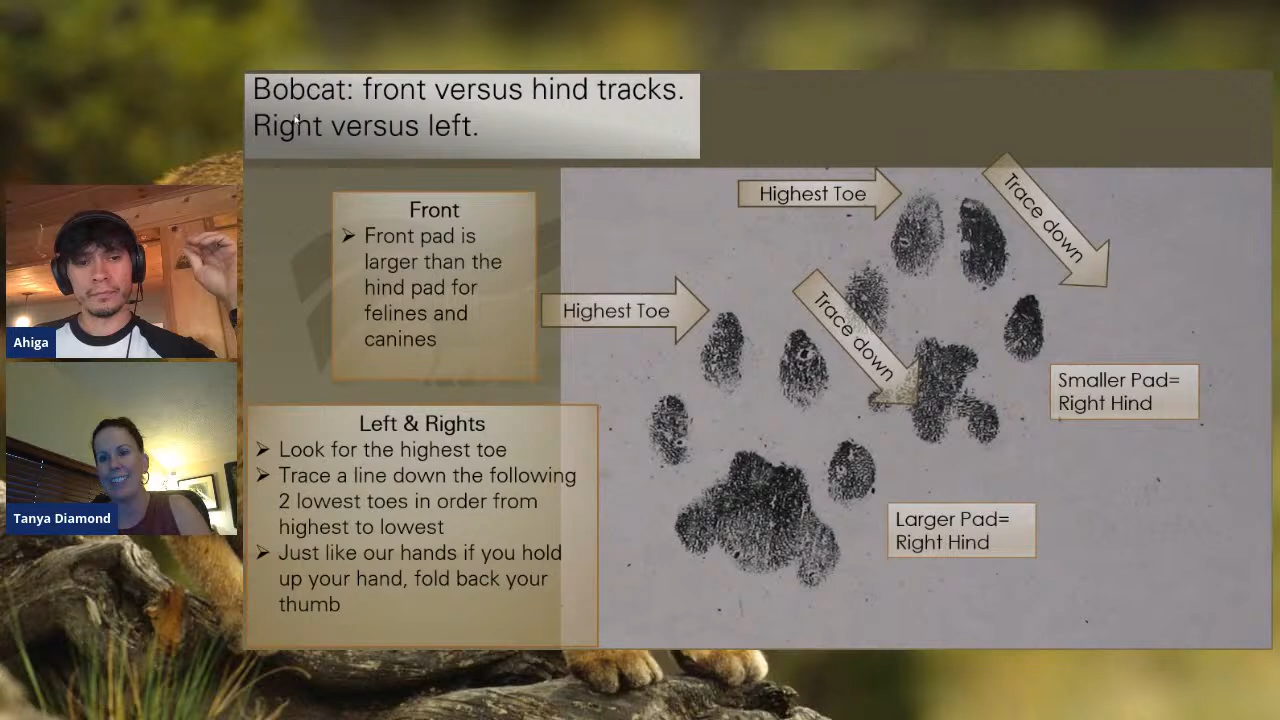 Bobcat: front versus hind tracks.
Right versus left.
Front
➢ Front pad is
larger than the
hind pad for
felines and
canines
Left & Rights
➢ Look for the highest toe
➢ Trace a line down the following
2 lowest toes in order from
highest to lowest
➢ Just like our hands if you hold
up your hand, fold back your
thumb
Highest Toe
Trace down
Highest Toe
Trace down
Smaller Pad=
Right Hind
Larger Pad=
Right Hind
Ahiga
Tanya Diamond